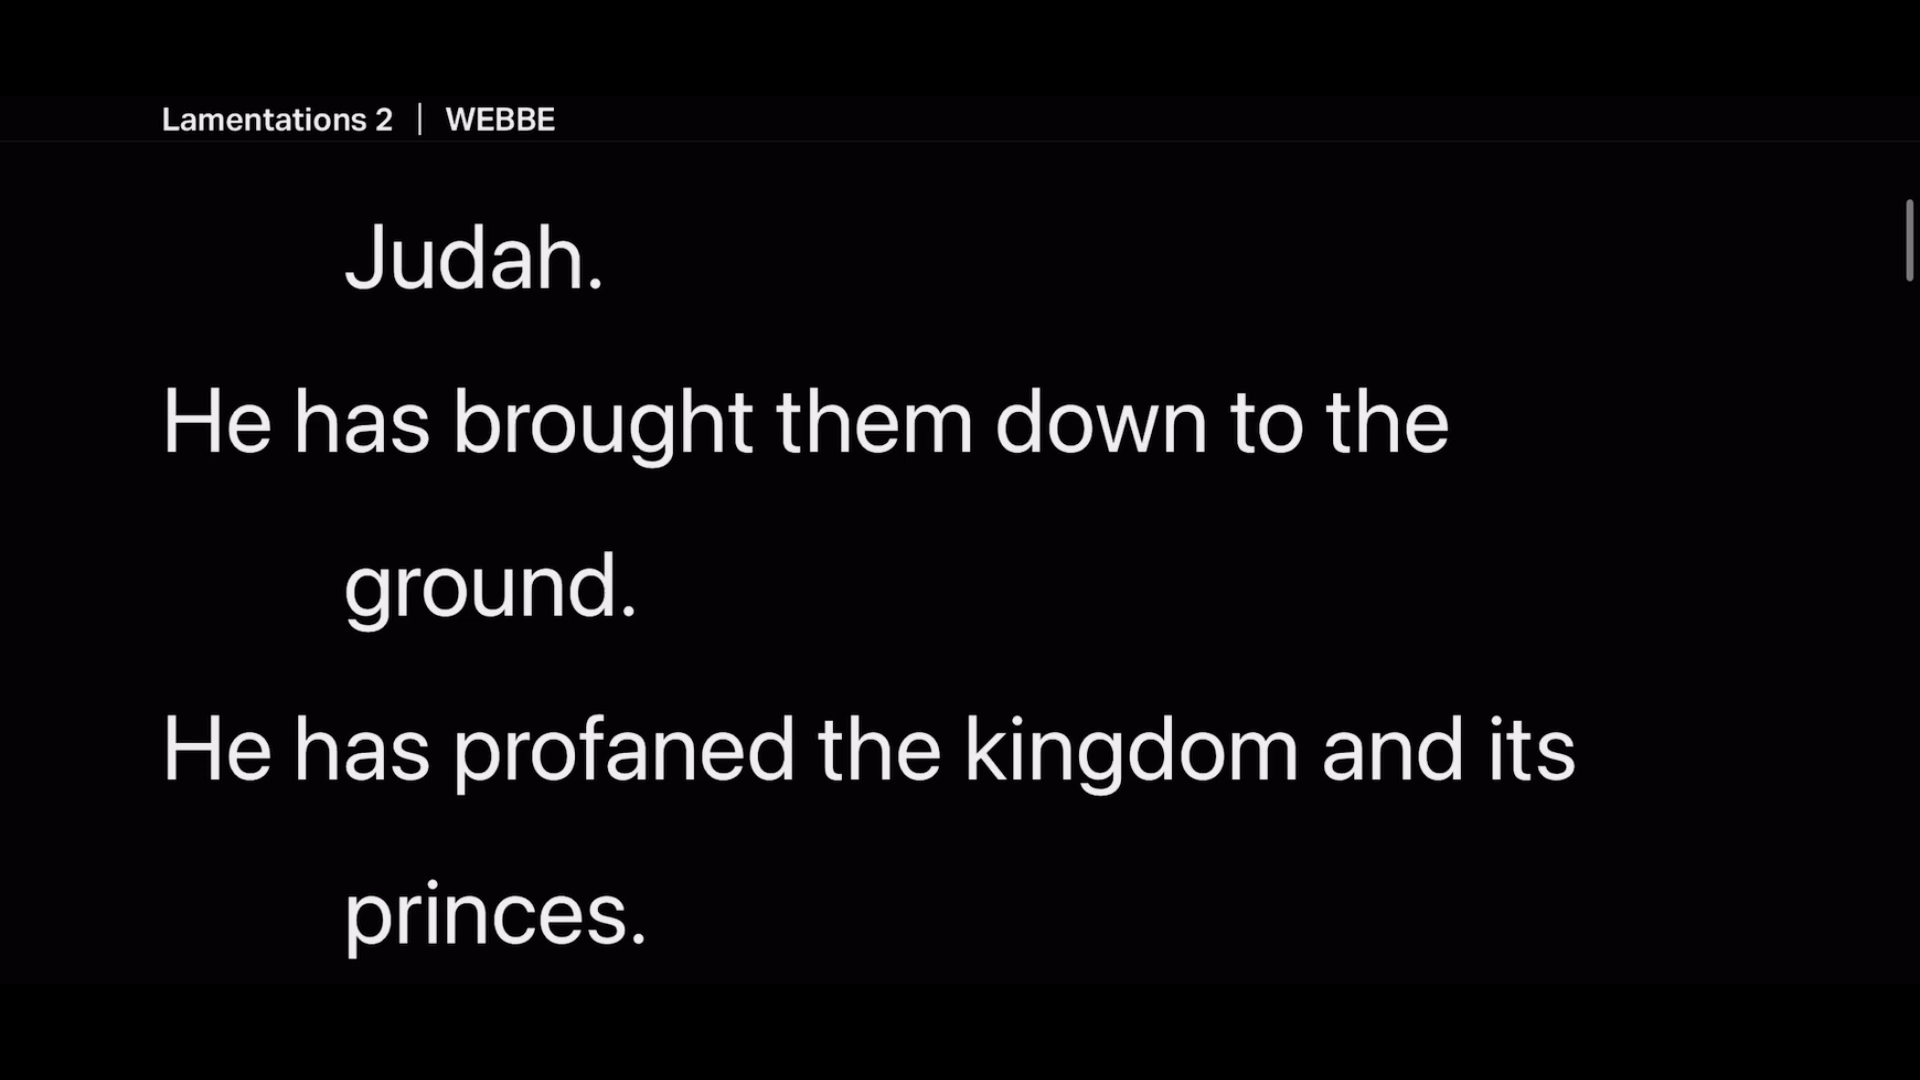 Lamentations 2 | WEBBE
Judah.
He has brought them down to the
ground.
He has profaned the kingdom and its
princes.